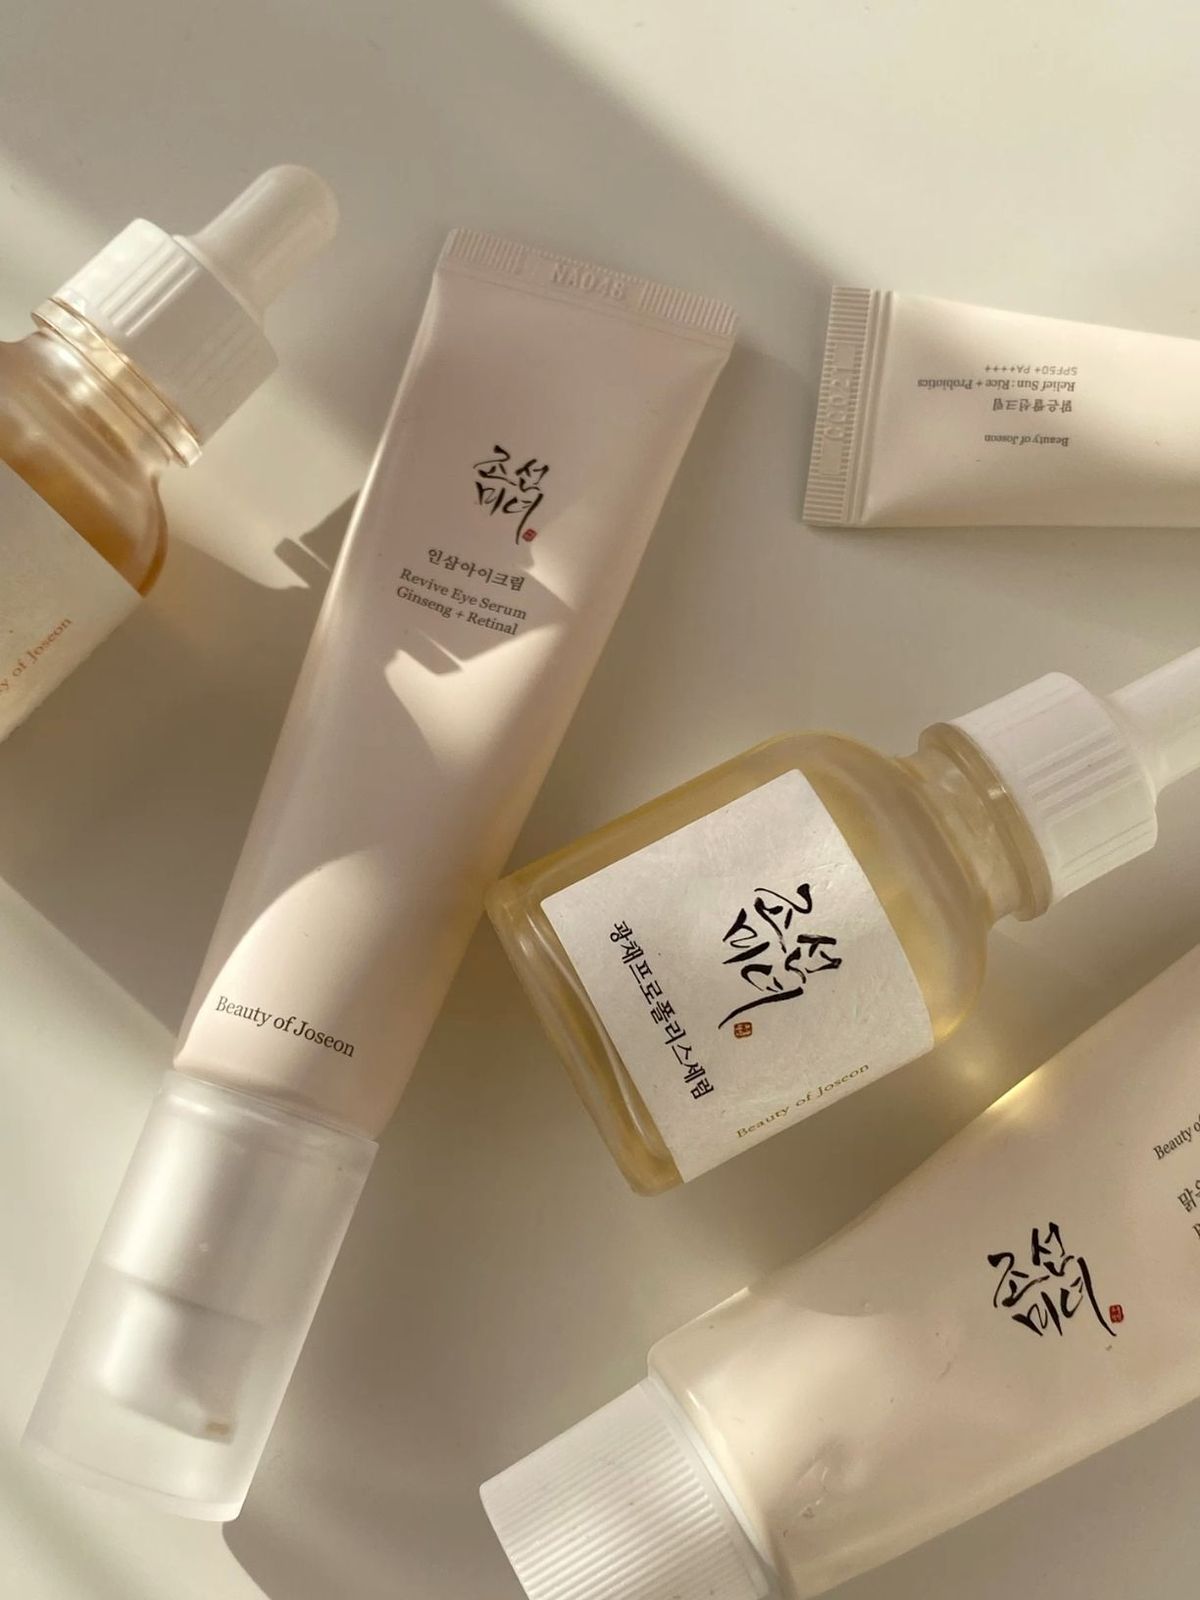 NA046
조선
미녀
인삼아이크림
Revive Eye Serum
Ginseng + Retinal
Beauty of Joseon
Beauty of Joseon
맑은쌀선크림
Relief Sun : Rice + Probiotics
SPF50+ PA++++
of Joseon
조선
미녀
광채프로폴리스세럼
Beauty of Joseon
조선
미녀
Beauty